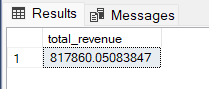 Results Messages
total_revenue
1 817860.05083847